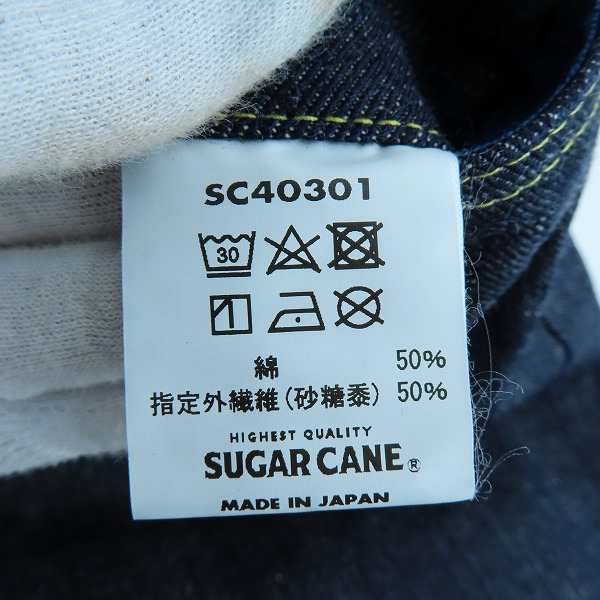 SC40301
30
綿 50%
指定外繊維(砂糖黍) 50%
HIGHEST QUALITY
SUGAR CANE®
MADE IN JAPAN